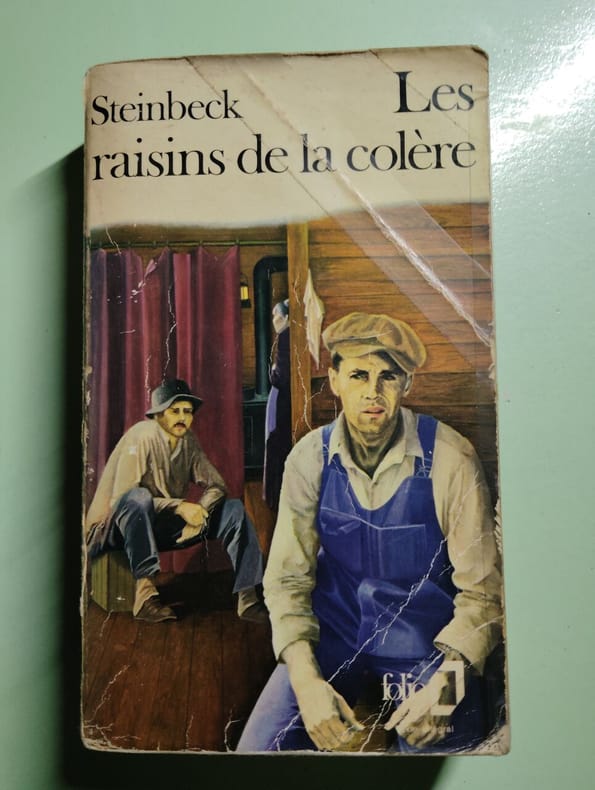 Steinbeck
Les
raisins de la colère
folio